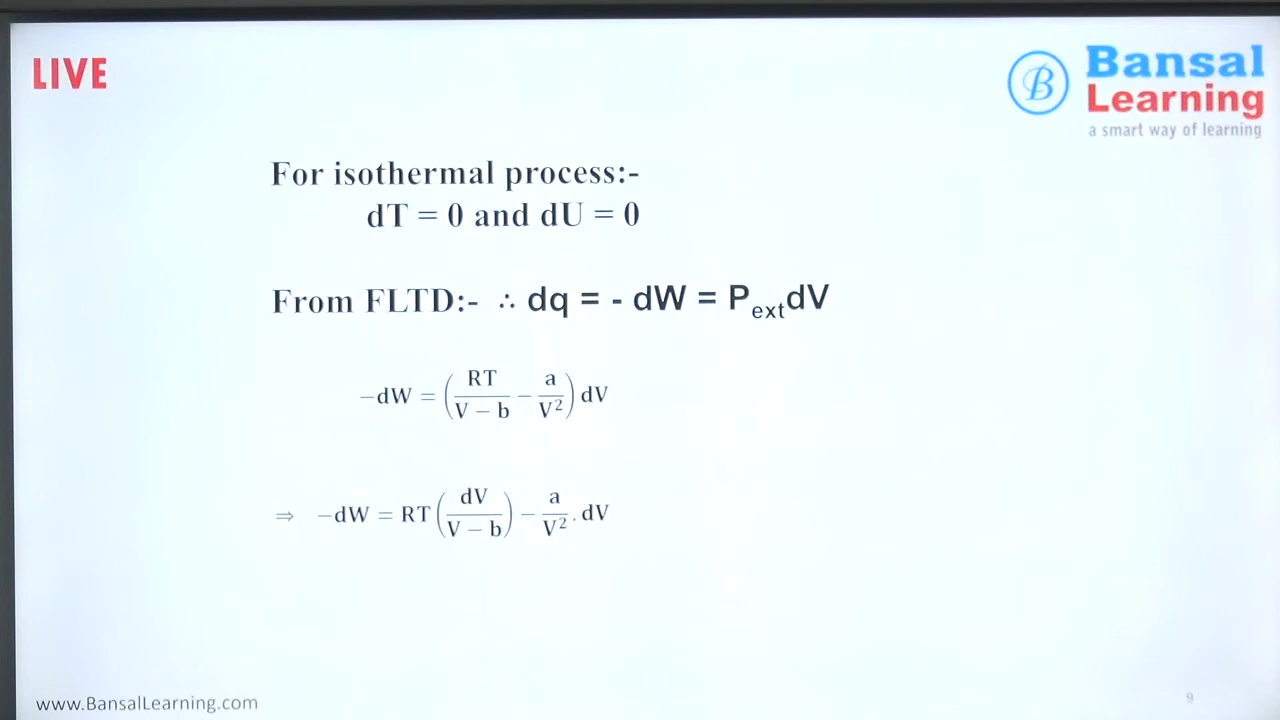 LIVE
Bansal
Learning
a smart way of learning
For isothermal process:-
dT = 0 and dU = 0
From FLTD:- ∴ dq = - dW = P_ext dV
−dW = (RT/(V − b) − a/V²) dV
⇒ −dW = RT (dV/(V − b)) − a/V² . dV
www.BansalLearning.com
9